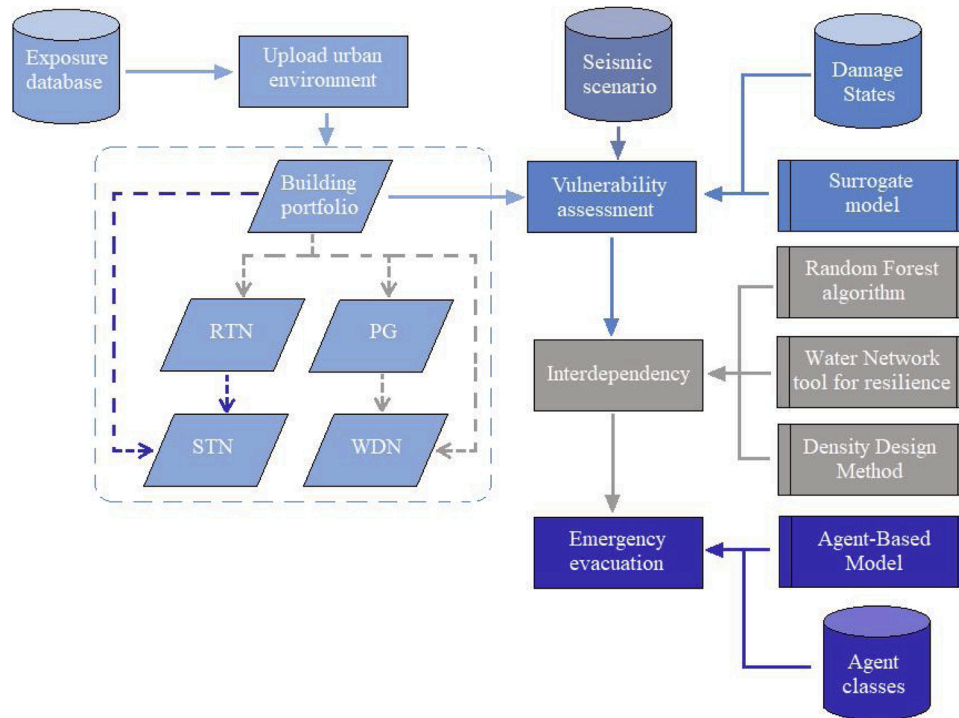 Exposure
database
Upload urban
environment
Seismic
scenario
Damage
States
Building
portfolio
Vulnerability
assessment
Surrogate
model
RTN
PG
STN
WDN
Interdependency
Random Forest
algorithm
Water Network
tool for resilience
Density Design
Method
Emergency
evacuation
Agent-Based
Model
Agent
classes